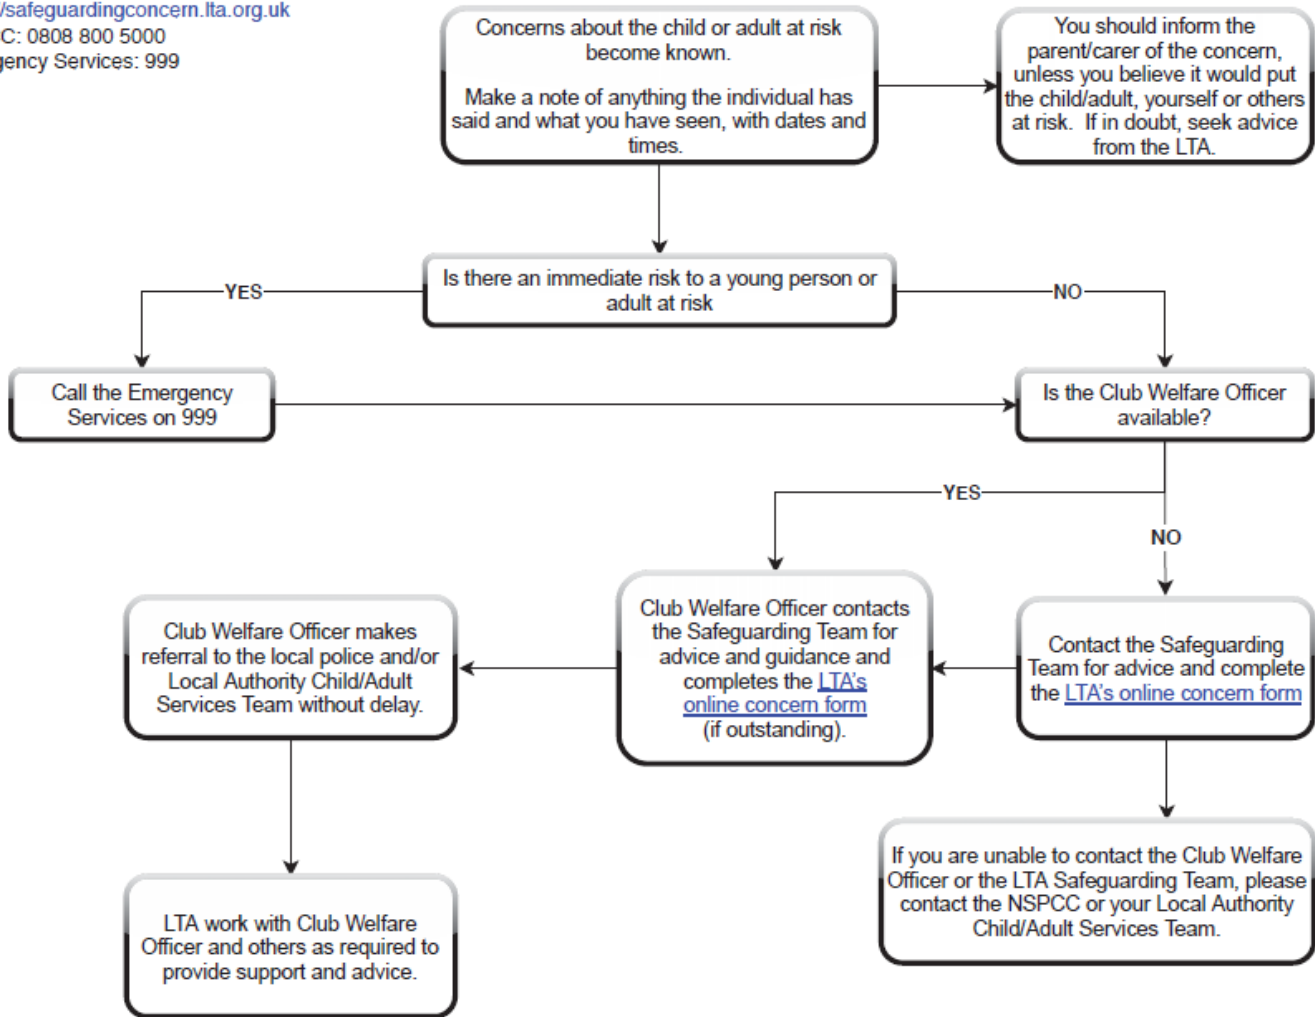 /safeguardingconcern.lta.org.uk
C: 0808 800 5000
gency Services: 999
Concerns about the child or adult at risk
become known.
Make a note of anything the individual has
said and what you have seen, with dates and
times.
You should inform the
parent/carer of the concern,
unless you believe it would put
the child/adult, yourself or others
at risk. If in doubt, seek advice
from the LTA.
Is there an immediate risk to a young person or
adult at risk
YES
NO
Call the Emergency
Services on 999
Is the Club Welfare Officer
available?
YES
NO
Club Welfare Officer makes
referral to the local police and/or
Local Authority Child/Adult
Services Team without delay.
Club Welfare Officer contacts
the Safeguarding Team for
advice and guidance and
completes the LTA's
online concern form
(if outstanding).
Contact the Safeguarding
Team for advice and complete
the LTA's online concern form
LTA work with Club Welfare
Officer and others as required to
provide support and advice.
If you are unable to contact the Club Welfare
Officer or the LTA Safeguarding Team, please
contact the NSPCC or your Local Authority
Child/Adult Services Team.